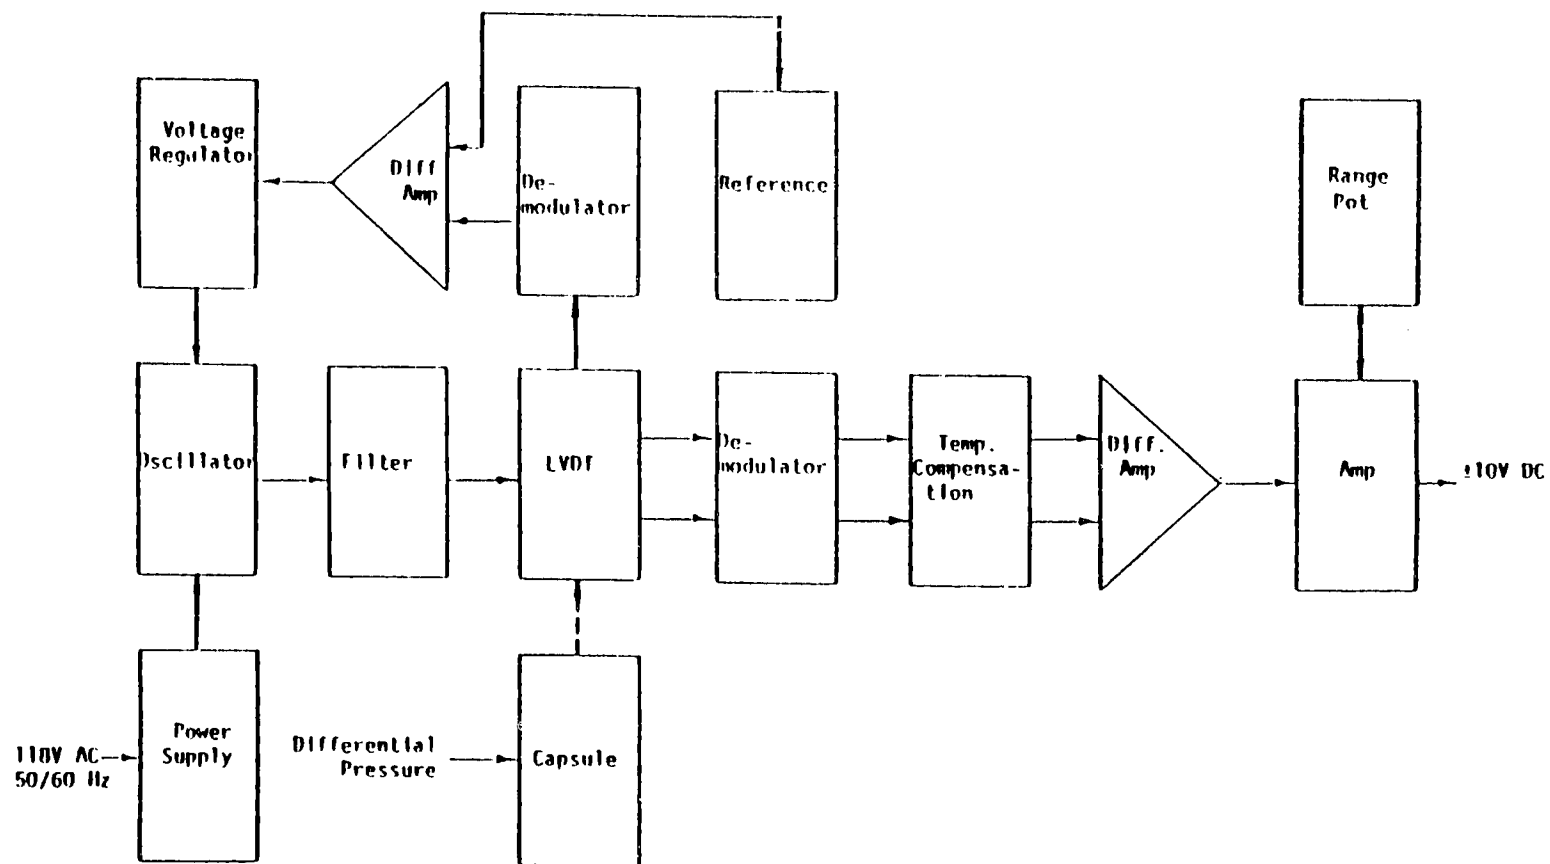 Voltage
Regulator
Diff
Amp
De-
modulator
Reference
Range
Pot
Oscillator
Filter
LVDT
De-
modulator
Temp.
Compensa-
tion
Diff.
Amp
Amp
±10V DC
110V AC
50/60 Hz
Power
Supply
Differential
Pressure
Capsule